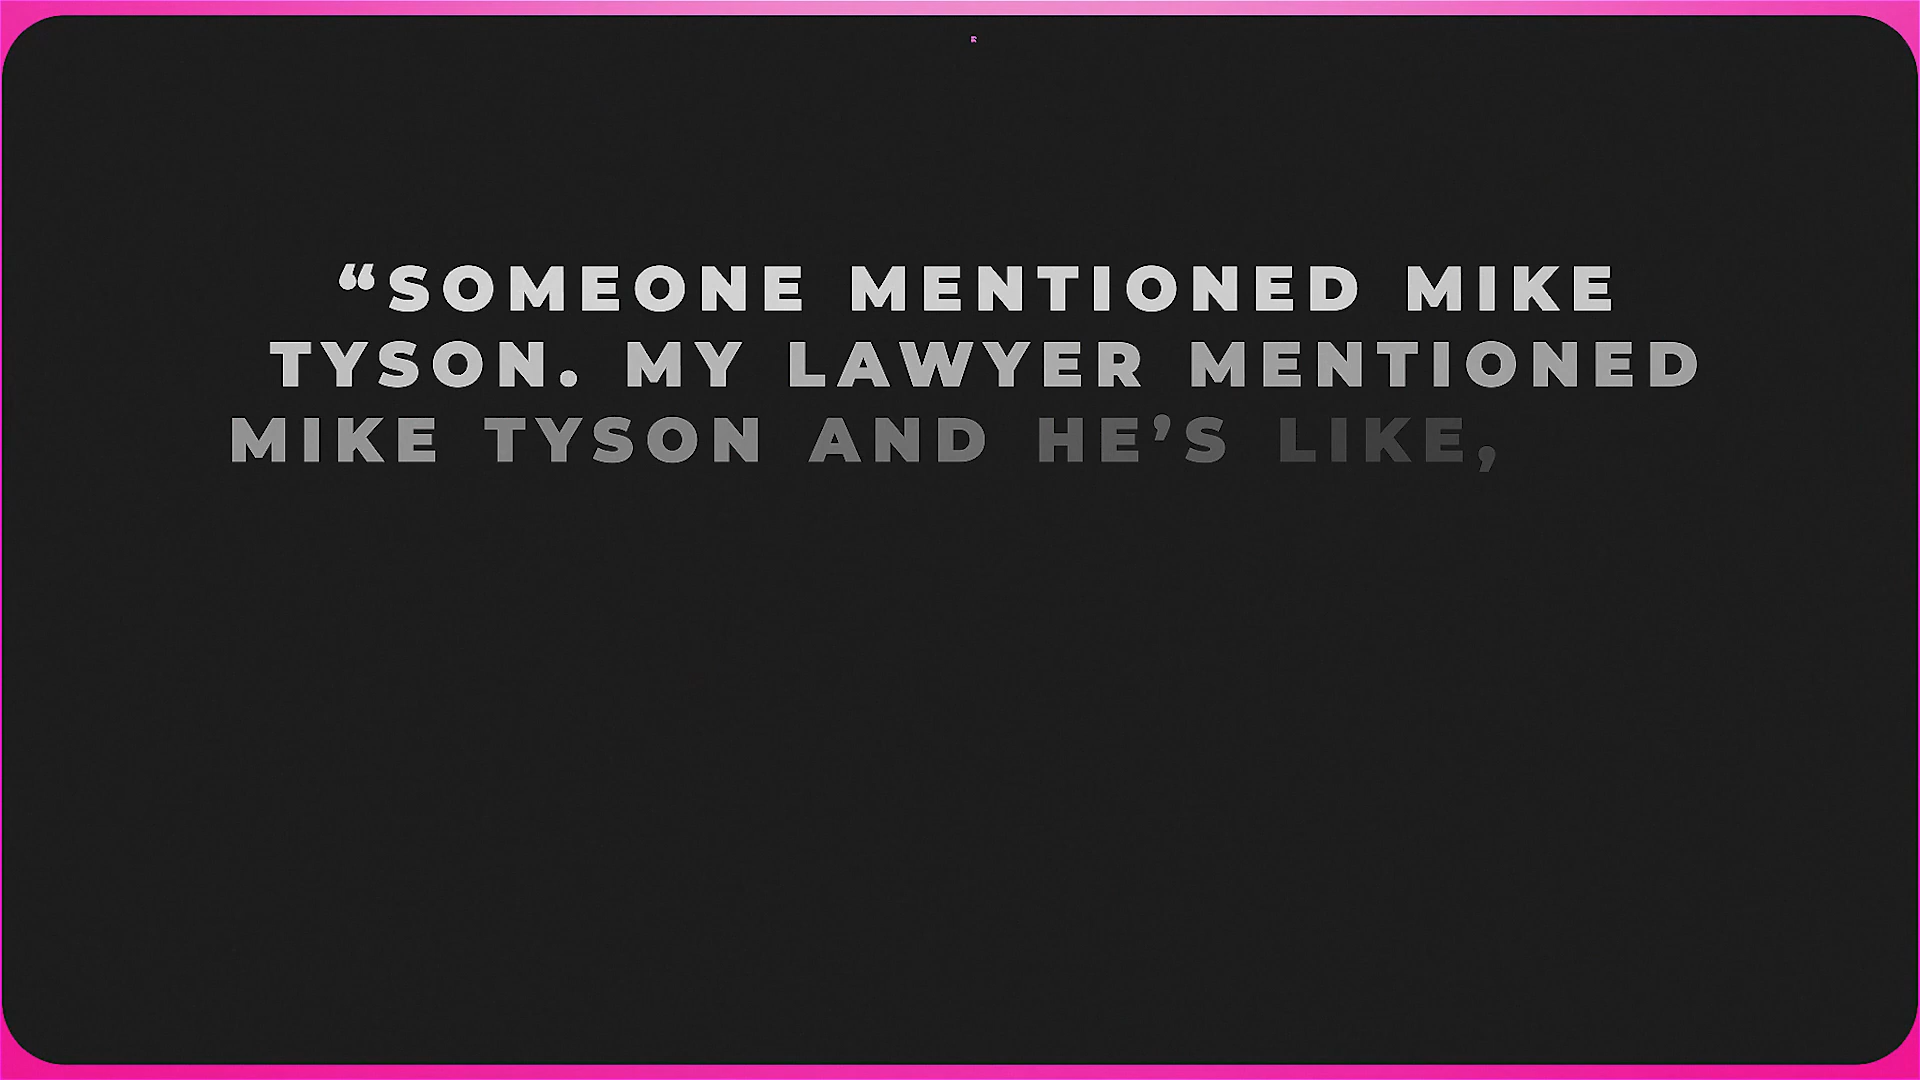 “SOMEONE MENTIONED MIKE
TYSON. MY LAWYER MENTIONED
MIKE TYSON AND HE’S LIKE,